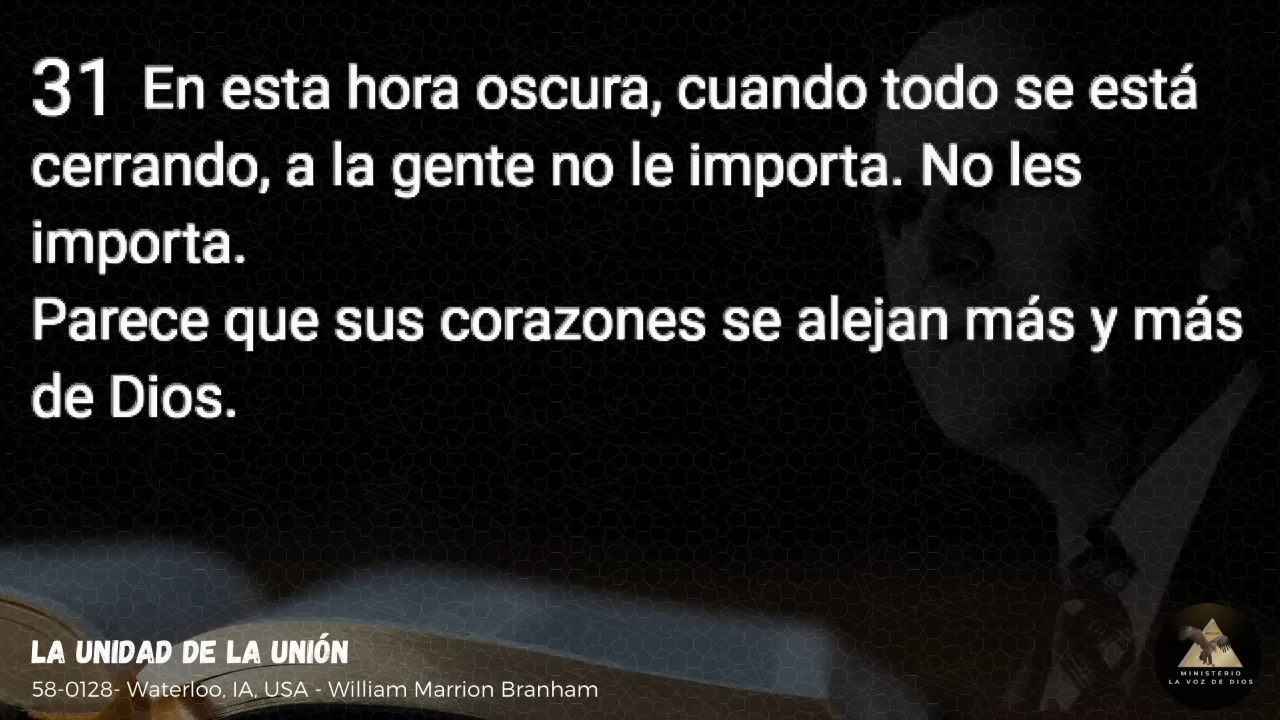 31 En esta hora oscura, cuando todo se está
cerrando, a la gente no le importa. No les
importa.
Parece que sus corazones se alejan más y más
de Dios.
LA UNIDAD DE LA UNIÓN
58-0128- Waterloo, IA, USA - William Marrion Branham
MINISTERIO
LA VOZ DE DIOS